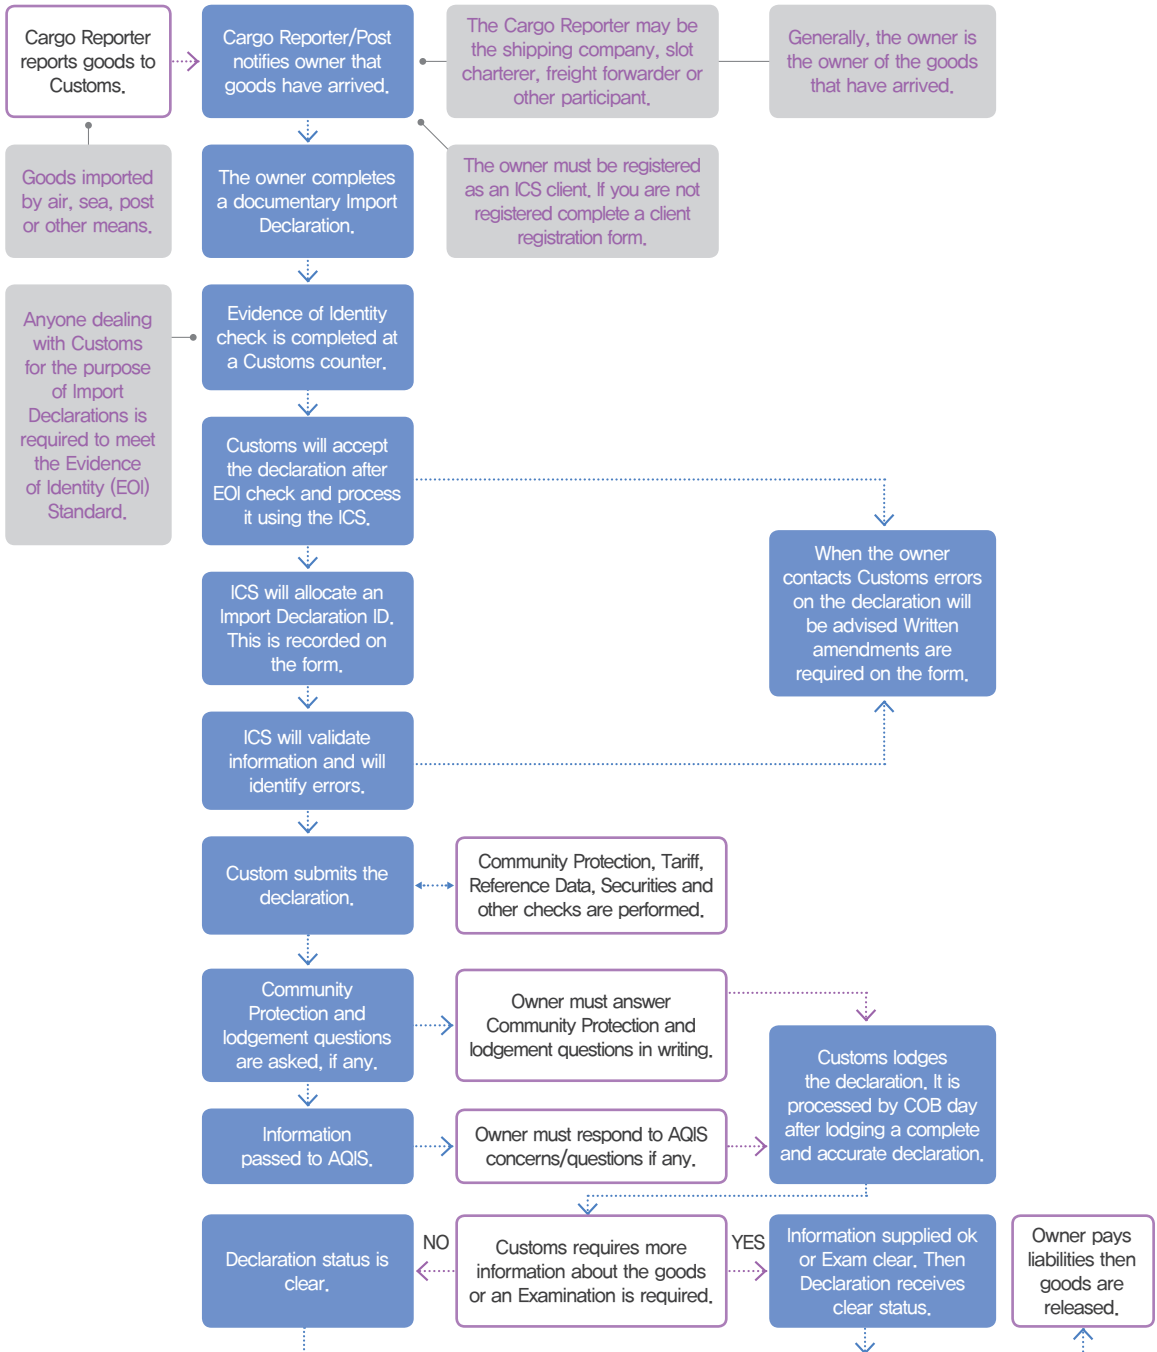 Cargo Reporter
reports goods to
Customs.
Cargo Reporter/Post
notifies owner that
goods have arrived.
The Cargo Reporter may be
the shipping company, slot
charterer, freight forwarder or
other participant.
Generally, the owner is
the owner of the goods
that have arrived.
Goods imported
by air, sea, post
or other means.
The owner completes
a documentary Import
Declaration.
The owner must be registered
as an ICS client. If you are not
registered complete a client
registration form.
Anyone dealing
with Customs
for the purpose
of Import
Declarations is
required to meet
the Evidence
of Identity (EOI)
Standard.
Evidence of Identity
check is completed at
a Customs counter.
Customs will accept
the declaration after
EOI check and process
it using the ICS.
When the owner
contacts Customs errors
on the declaration will
be advised Written
amendments are
required on the form.
ICS will allocate an
Import Declaration ID.
This is recorded on
the form.
ICS will validate
information and will
identify errors.
Custom submits the
declaration.
Community Protection, Tariff,
Reference Data, Securities and
other checks are performed.
Community
Protection and
lodgement questions
are asked, if any.
Owner must answer
Community Protection and
lodgement questions in writing.
Customs lodges
the declaration. It is
processed by COB day
after lodging a complete
and accurate declaration.
Information
passed to AQIS.
Owner must respond to AQIS
concerns/questions if any.
Declaration status is
clear.
NO
Customs requires more
information about the goods
or an Examination is required.
YES
Information supplied ok
or Exam clear. Then
Declaration receives
clear status.
Owner pays
liabilities then
goods are
released.